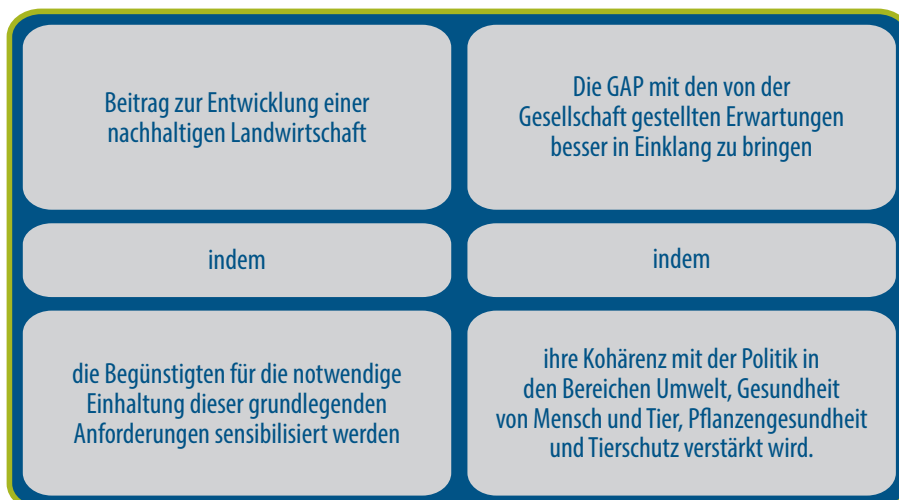 Beitrag zur Entwicklung einer
nachhaltigen Landwirtschaft
indem
die Begünstigten für die notwendige
Einhaltung dieser grundlegenden
Anforderungen sensibilisiert werden
Die GAP mit den von der
Gesellschaft gestellten Erwartungen
besser in Einklang zu bringen
indem
ihre Kohärenz mit der Politik in
den Bereichen Umwelt, Gesundheit
von Mensch und Tier, Pflanzengesundheit
und Tierschutz verstärkt wird.